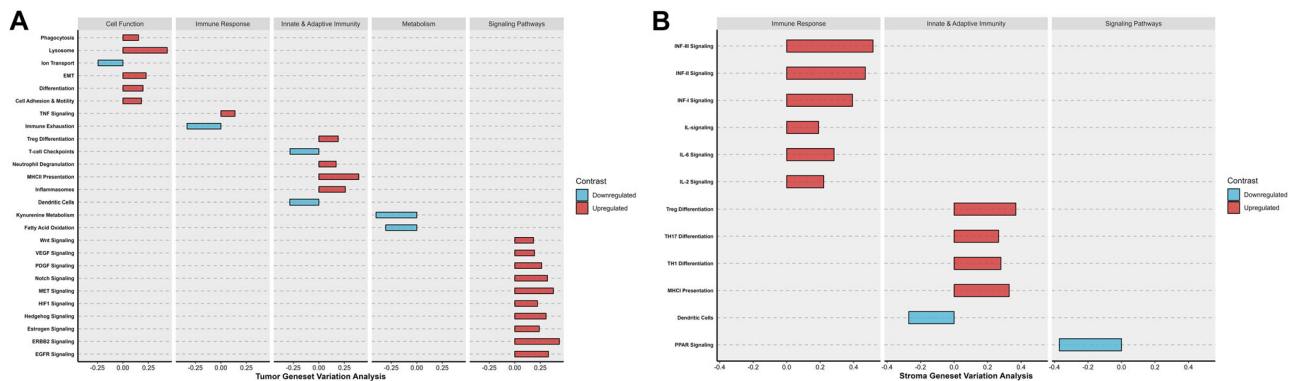 A
Cell Function
Immune Response
Innate & Adaptive Immunity
Metabolism
Signaling Pathways
Phagocytosis
Lysosome
Ion Transport
EMT
Differentiation
Cell Adhesion & Motility
TNF Signaling
Immune Exhaustion
Treg Differentiation
T-cell Checkpoints
Neutrophil Degranulation
MHCII Presentation
Inflammasomes
Dendritic Cells
Kynurenine Metabolism
Fatty Acid Oxidation
Wnt Signaling
VEGF Signaling
PDGF Signaling
Notch Signaling
MET Signaling
HIF1 Signaling
Hedgehog Signaling
Estrogen Signaling
ERBB2 Signaling
EGFR Signaling
-0.25 0.00 0.25 -0.25 0.00 0.25 -0.25 0.00 0.25 -0.25 0.00 0.25 -0.25 0.00 0.25
Tumor Geneset Variation Analysis
Contrast
Downregulated
Upregulated
B
Immune Response
Innate & Adaptive Immunity
Signaling Pathways
INF-III Signaling
INF-II Signaling
INF-I Signaling
IL-signaling
IL-6 Signaling
IL-2 Signaling
Treg Differentiation
TH17 Differentiation
TH1 Differentiation
MHCI Presentation
Dendritic Cells
PPAR Signaling
-0.4 -0.2 0.0 0.2 0.4 -0.4 -0.2 0.0 0.2 0.4 -0.4 -0.2 0.0 0.2 0.4
Stroma Geneset Variation Analysis
Contrast
Downregulated
Upregulated